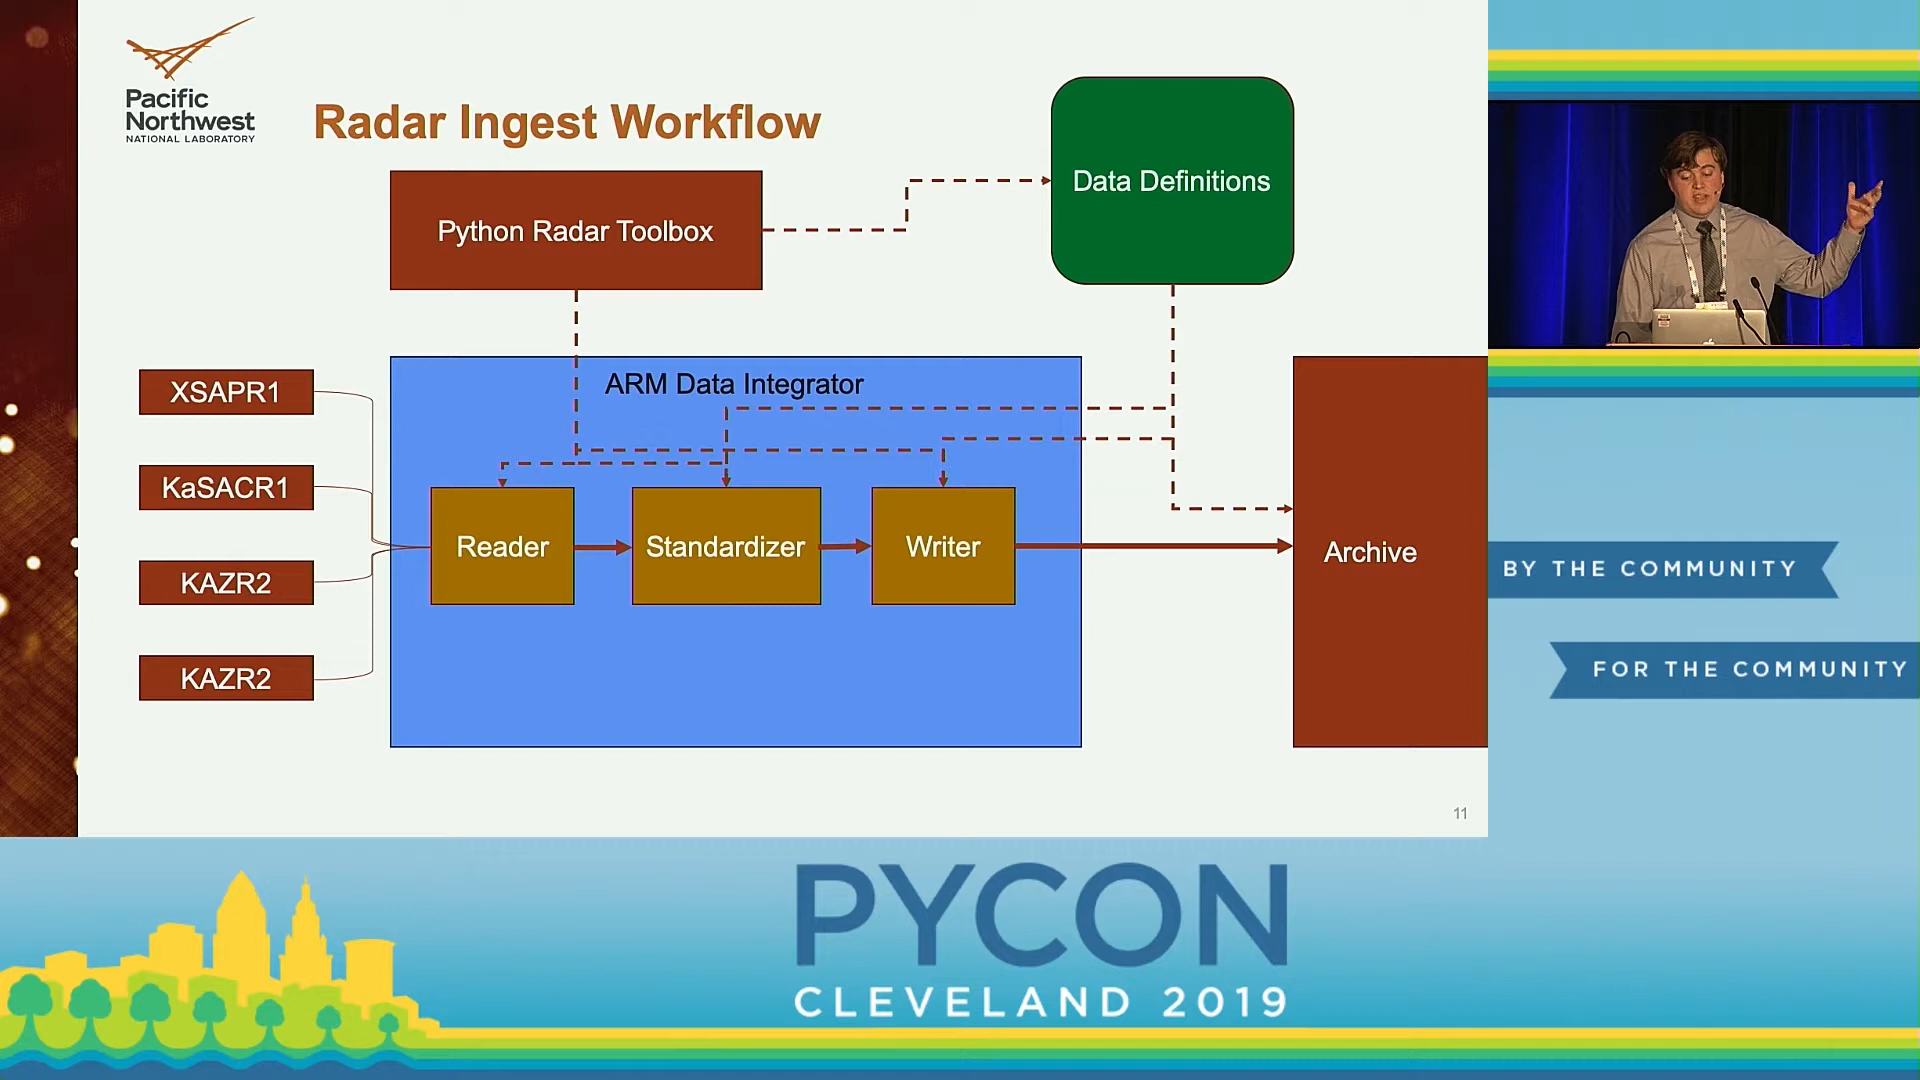 Pacific
Northwest
NATIONAL LABORATORY
Radar Ingest Workflow
Data Definitions
Python Radar Toolbox
ARM Data Integrator
XSAPR1
KaSACR1
KAZR2
KAZR2
Reader
Standardizer
Writer
Archive
11
BY THE COMMUNITY
FOR THE COMMUNITY
PYCON
CLEVELAND 2019